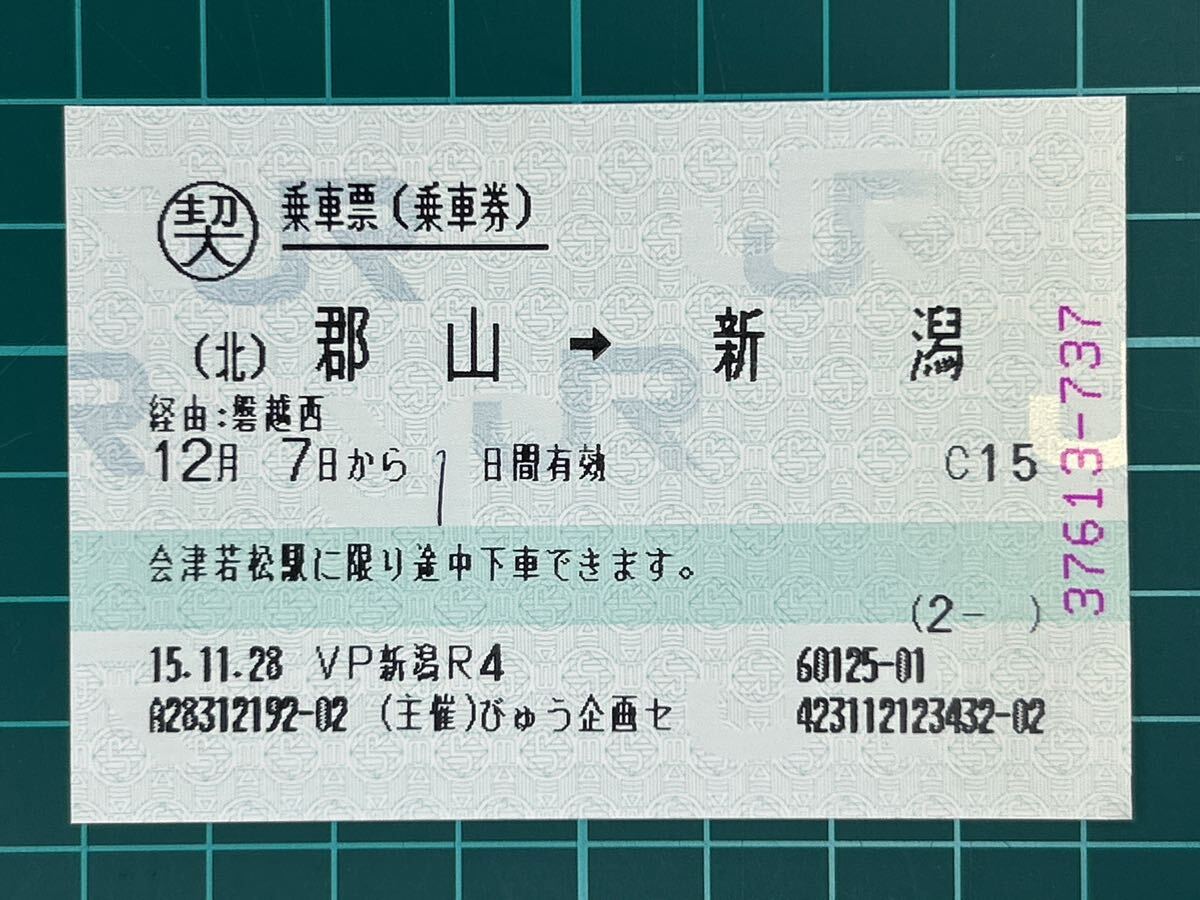 契 乗車票(乗車券)
(北) 郡山 → 新潟
経由:磐越西
12月 7日から 1 日間有効 C15
会津若松駅に限り途中下車できます。
(2- )
15.11.28 VP新潟R4 60125-01
A28312192-02 (主催)びゅう企画セ 423112123432-02
37613-737